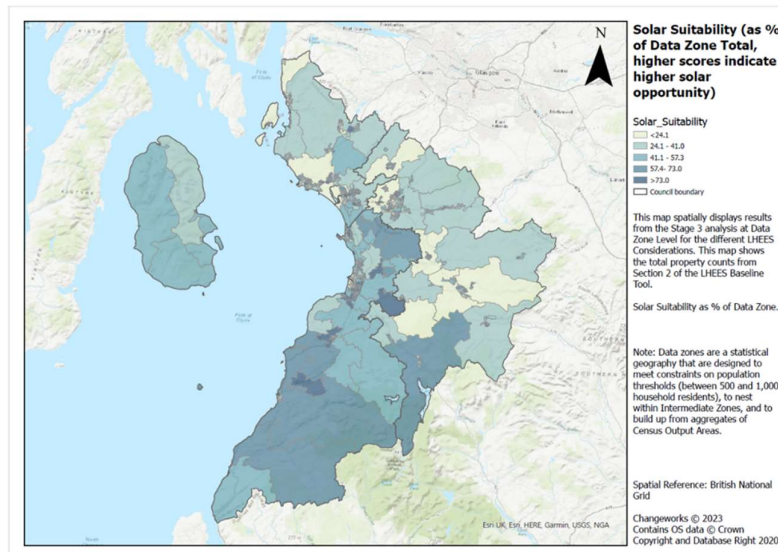 N
Solar Suitability (as %
of Data Zone Total,
higher scores indicate
higher solar
opportunity)
Solar_Suitability
<24.1
24.1 - 41.0
41.1 - 57.3
57.4- 73.0
>73.0
Council boundary
This map spatially displays results
from the Stage 3 analysis at Data
Zone Level for the different LHEES
Considerations. This map shows
the total property counts from
Section 2 of the LHEES Baseline
Tool.
Solar Suitability as % of Data Zone.
Note: Data zones are a statistical
geography that are designed to
meet constraints on population
thresholds (between 500 and 1,000
household residents), to nest
within Intermediate Zones, and to
build up from aggregates of
Census Output Areas.
Spatial Reference: British National
Grid
Changeworks © 2023
Contains OS data © Crown
Copyright and Database Right 2020
Glasgow
Esri UK, Esri, HERE, Garmin, USGS, NGA